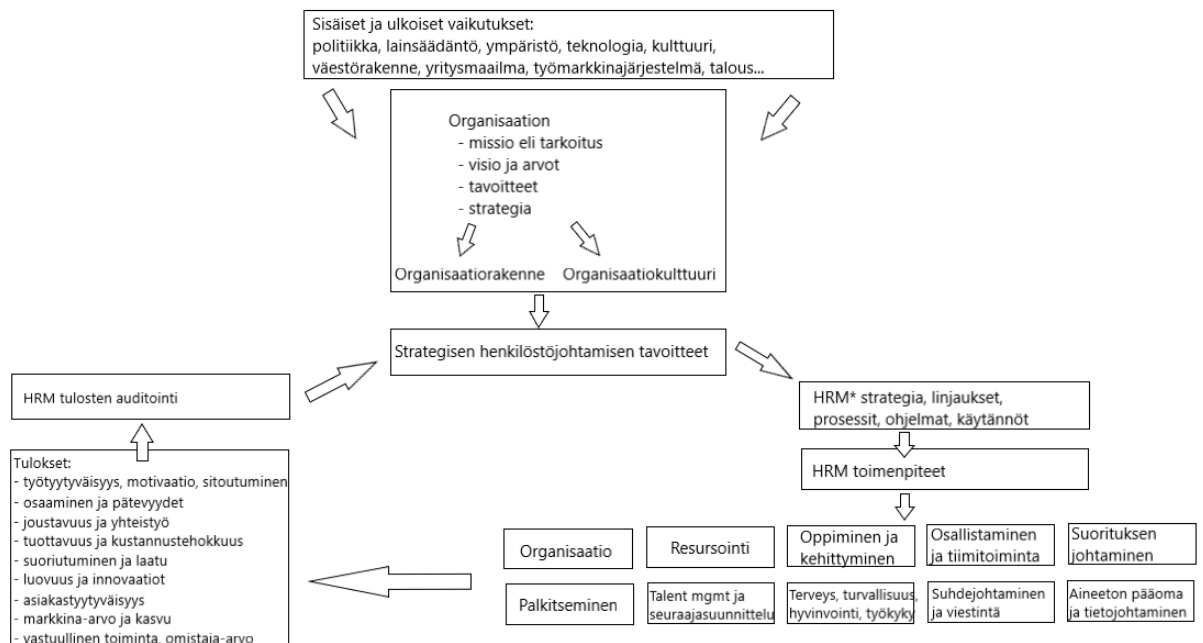 Sisäiset ja ulkoiset vaikutukset:
politiikka, lainsäädäntö, ympäristö, teknologia, kulttuuri,
väestörakenne, yritysmaailma, työmarkkinajärjestelmä, talous...
Organisaation
- missio eli tarkoitus
- visio ja arvot
- tavoitteet
- strategia
Organisaatiorakenne
Organisaatiokulttuuri
Strategisen henkilöstöjohtamisen tavoitteet
HRM* strategia, linjaukset,
prosessit, ohjelmat, käytännöt
HRM toimenpiteet
Organisaatio
Resursointi
Oppiminen ja
kehittyminen
Osallistaminen
ja tiimitoiminta
Suorituksen
johtaminen
Palkitseminen
Talent mgmt ja
seuraajasuunnittelu
Terveys, turvallisuus,
hyvinvointi, työkyky
Suhdejohtaminen
ja viestintä
Aineeton pääoma
ja tietojohtaminen
Tulokset:
- työtyytyväisyys, motivaatio, sitoutuminen
- osaaminen ja pätevyydet
- joustavuus ja yhteistyö
- tuottavuus ja kustannustehokkuus
- suoriutuminen ja laatu
- luovuus ja innovaatiot
- asiakastyytyväisyys
- markkina-arvo ja kasvu
- vastuullinen toiminta, omistaja-arvo
HRM tulosten auditointi